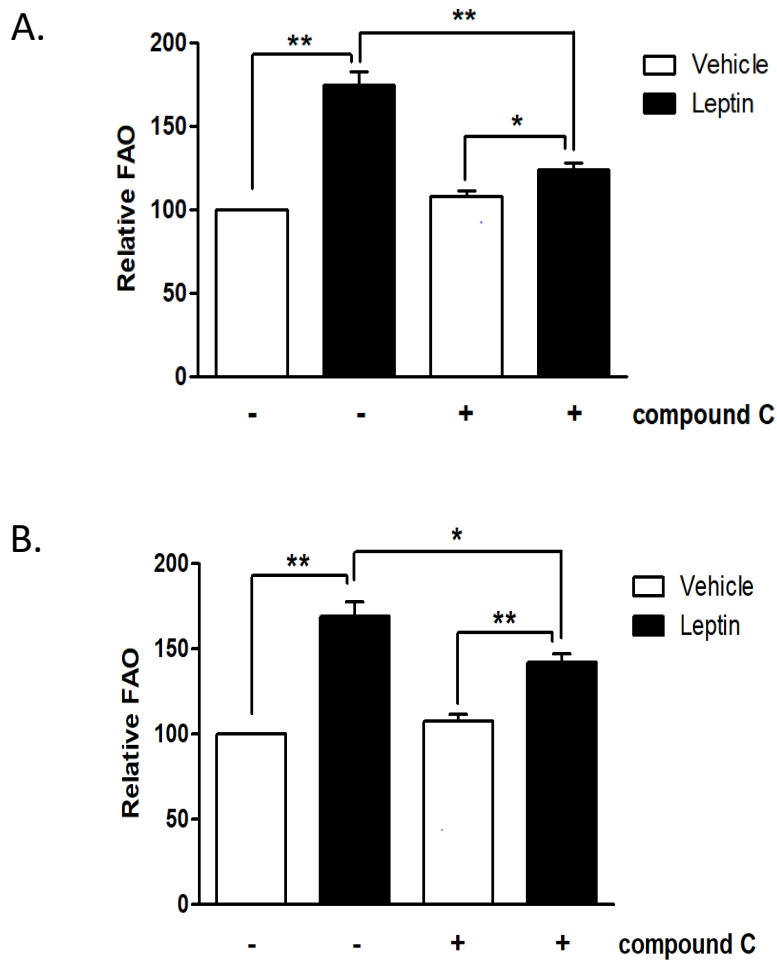 A.
**
**
*
200
150
100
50
0
Relative FAO
Vehicle
Leptin
- - + + compound C
B.
*
**
**
200
150
100
50
0
Relative FAO
Vehicle
Leptin
- - + + compound C